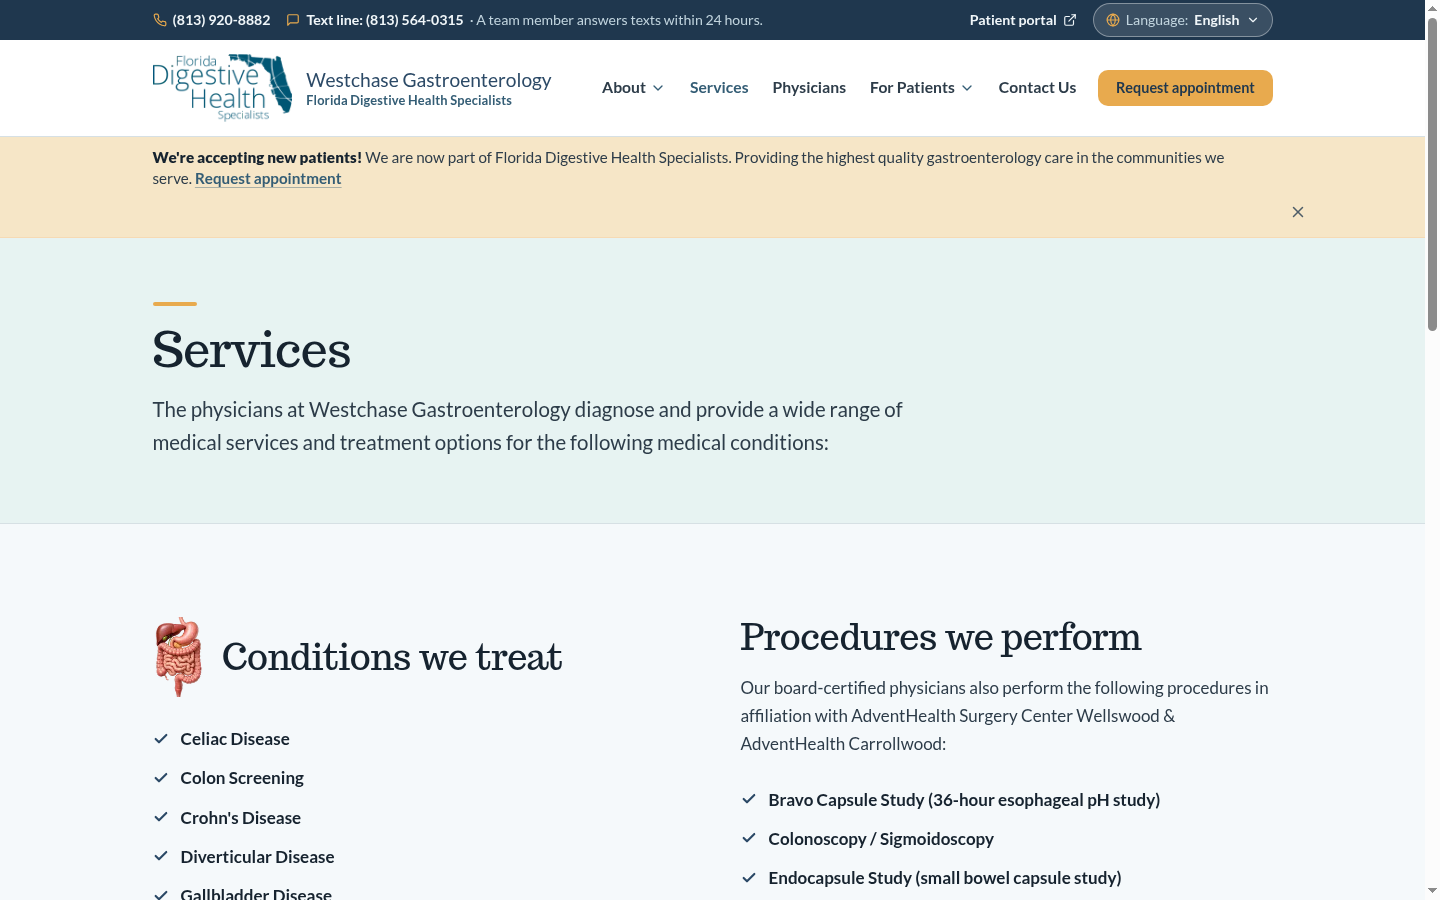 (813) 920-8882
Text line: (813) 564-0315 · A team member answers texts within 24 hours.
Patient portal
Language: English
Florida
Digestive
Health
Specialists
Westchase Gastroenterology
Florida Digestive Health Specialists
About
Services
Physicians
For Patients
Contact Us
Request appointment
We're accepting new patients! We are now part of Florida Digestive Health Specialists. Providing the highest quality gastroenterology care in the communities we
serve. Request appointment
Services
The physicians at Westchase Gastroenterology diagnose and provide a wide range of
medical services and treatment options for the following medical conditions:
Conditions we treat
Celiac Disease
Colon Screening
Crohn's Disease
Diverticular Disease
Gallbladder Disease
Procedures we perform
Our board-certified physicians also perform the following procedures in
affiliation with AdventHealth Surgery Center Wellswood &
AdventHealth Carrollwood:
Bravo Capsule Study (36-hour esophageal pH study)
Colonoscopy / Sigmoidoscopy
Endocapsule Study (small bowel capsule study)